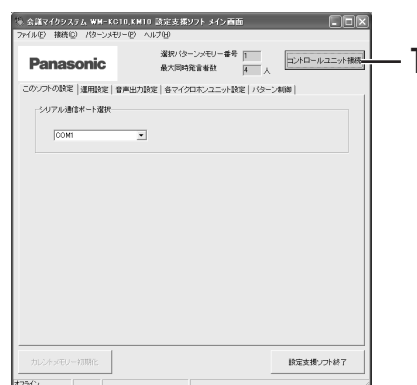 会議マイクシステム WM-KC10,KM10 設定支援ソフト メイン画面
ファイル(F) 接続(C) パターンメモリー(P) ヘルプ(H)
Panasonic
選択パターンメモリー番号 1
最大同時発言者数 4 人
コントロールユニット接続
1
このソフトの設定 運用設定 音声出力設定 各マイクロホンユニット設定 パターン制御
シリアル通信ポート選択
COM1
カレントメモリー初期化
設定支援ソフト終了
オフライン